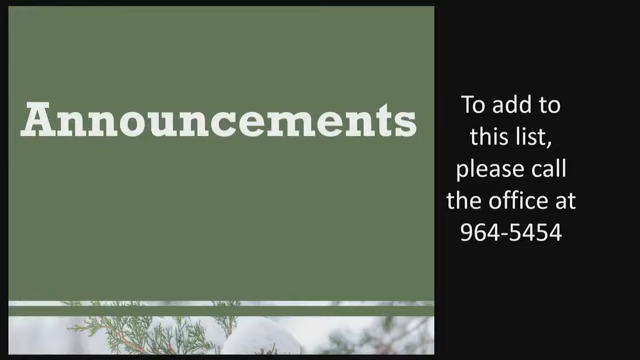 Announcements
To add to
this list,
please call
the office at
964-5454